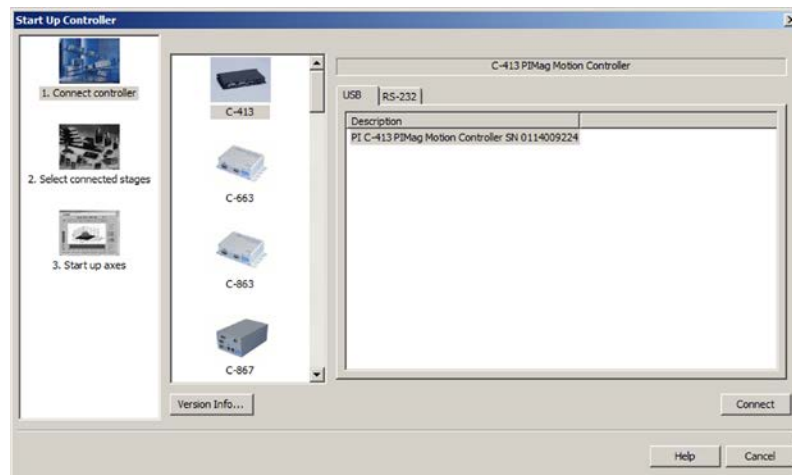 Start Up Controller
1. Connect controller
2. Select connected stages
3. Start up axes
C-413
C-663
C-863
C-867
Version Info...
C-413 PIMag Motion Controller
USB
RS-232
Description
PI C-413 PIMag Motion Controller SN 0114009224
Connect
Help
Cancel